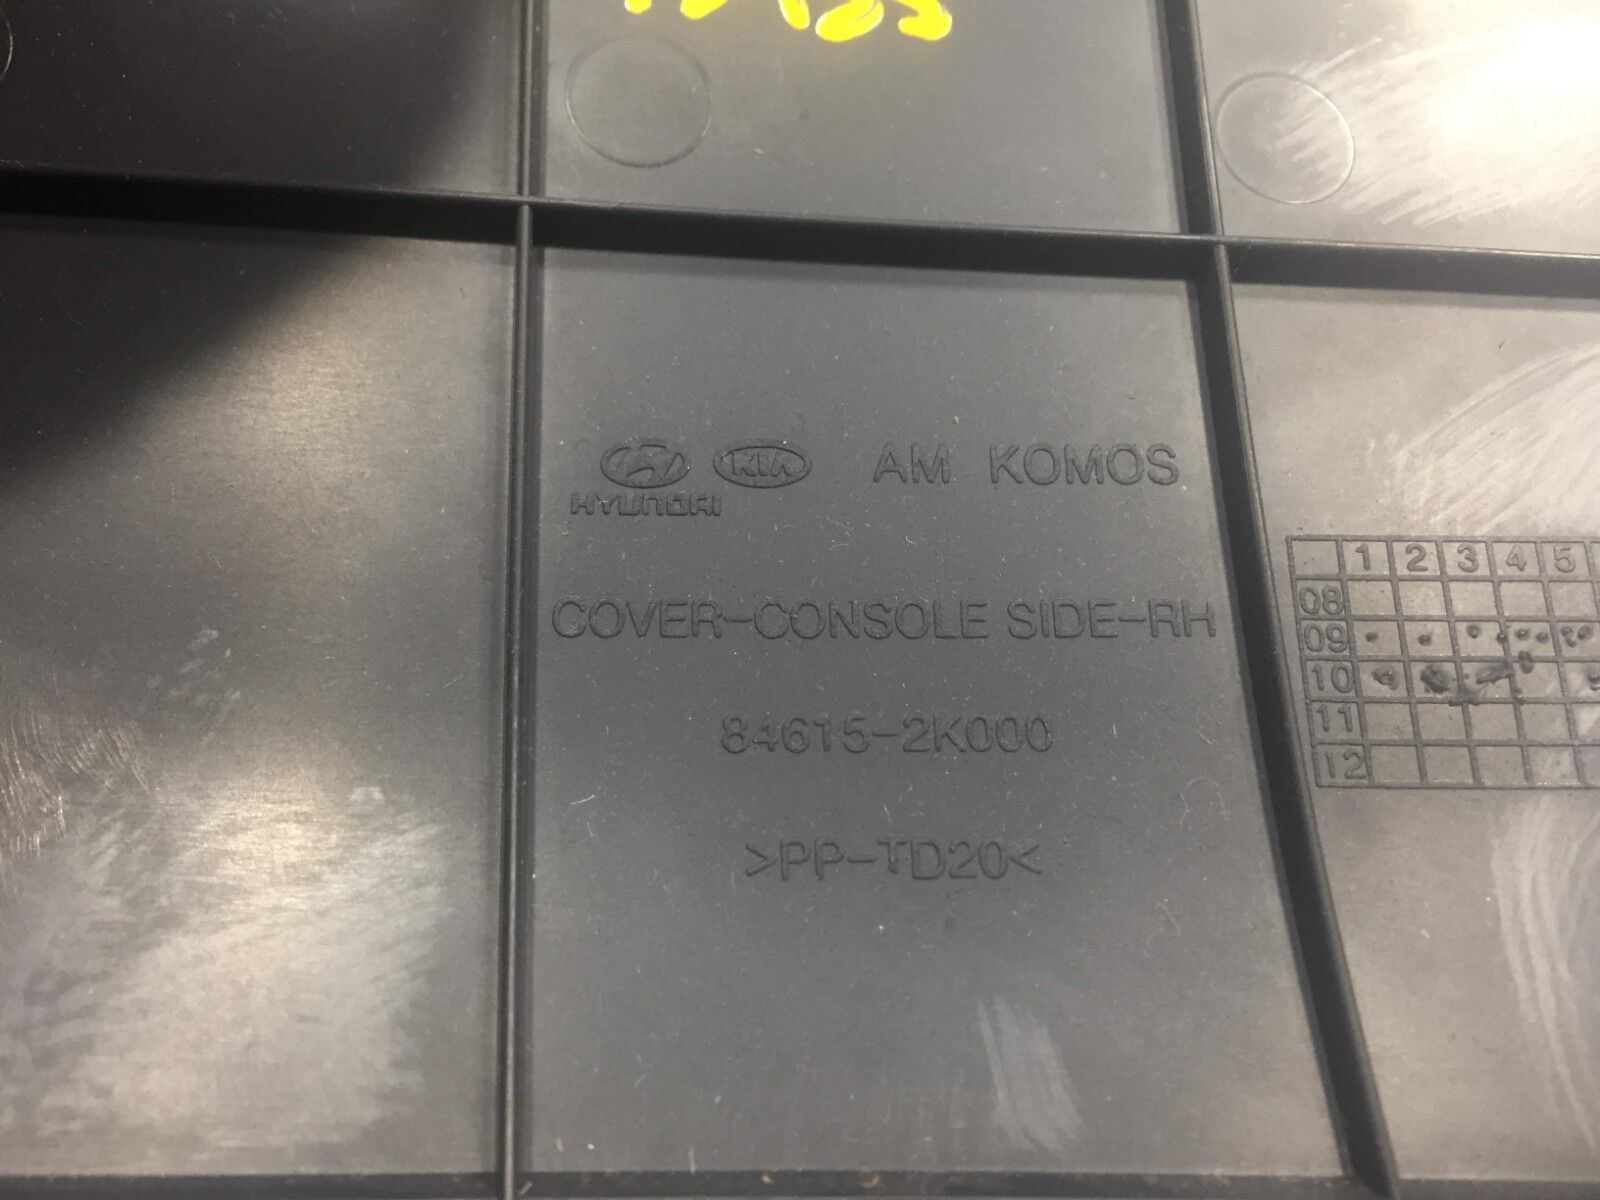 HYUNDAI KIA AM KOMOS
COVER-CONSOLE SIDE-RH
84615-2K000
>PP-TD20<
1 2 3 4 5
08
09
10
11
12